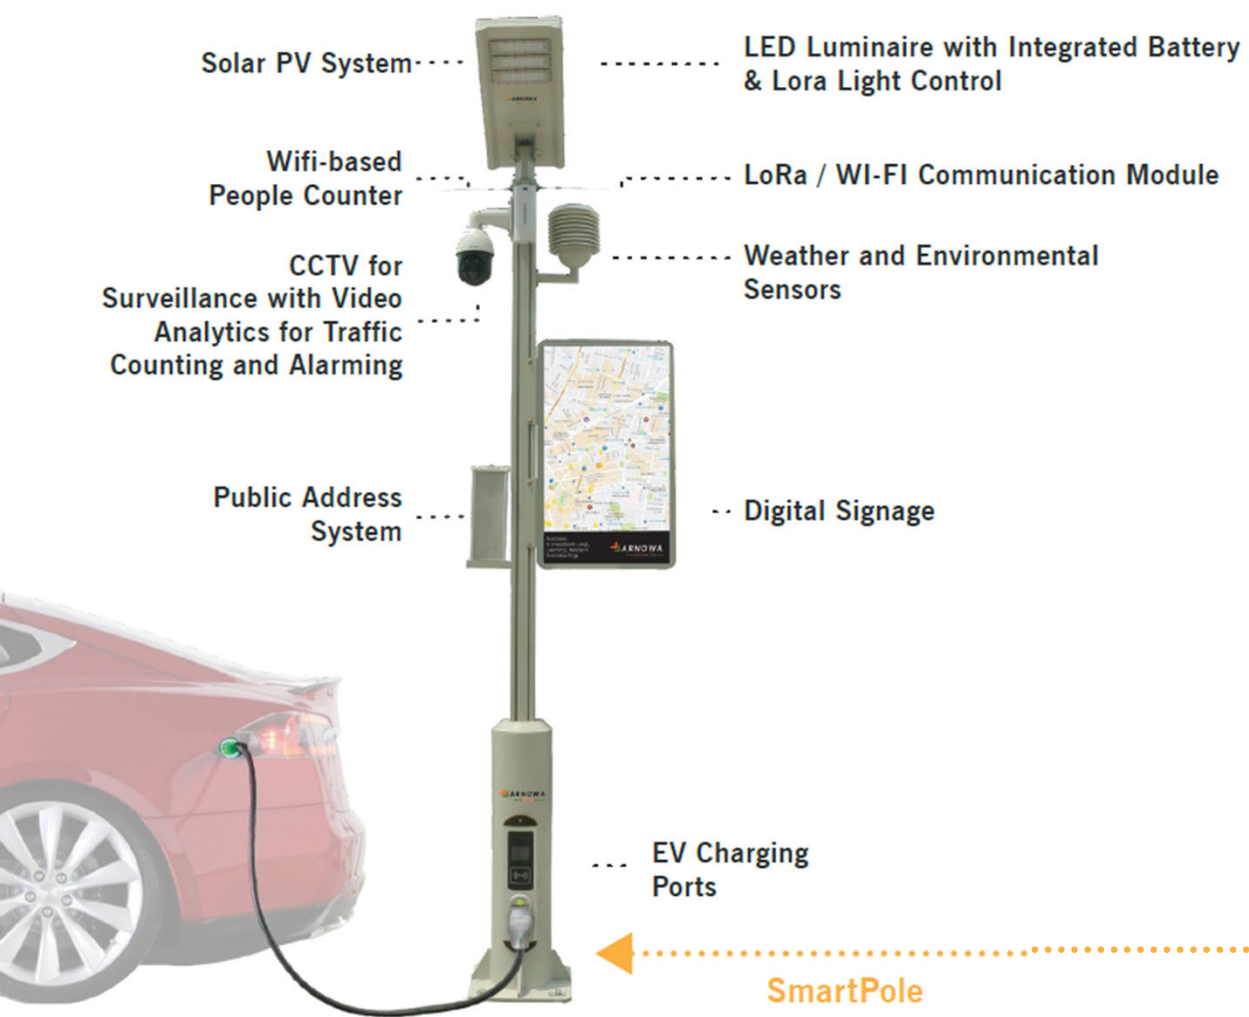 Solar PV System
LED Luminaire with Integrated Battery
& Lora Light Control
ARNOWA
Wifi-based
People Counter
LoRa / WI-FI Communication Module
CCTV for
Surveillance with Video
Analytics for Traffic
Counting and Alarming
Weather and Environmental
Sensors
Public Address
System
Digital Signage
ARNOWA
ARNOWA
EV Charging
Ports
SmartPole